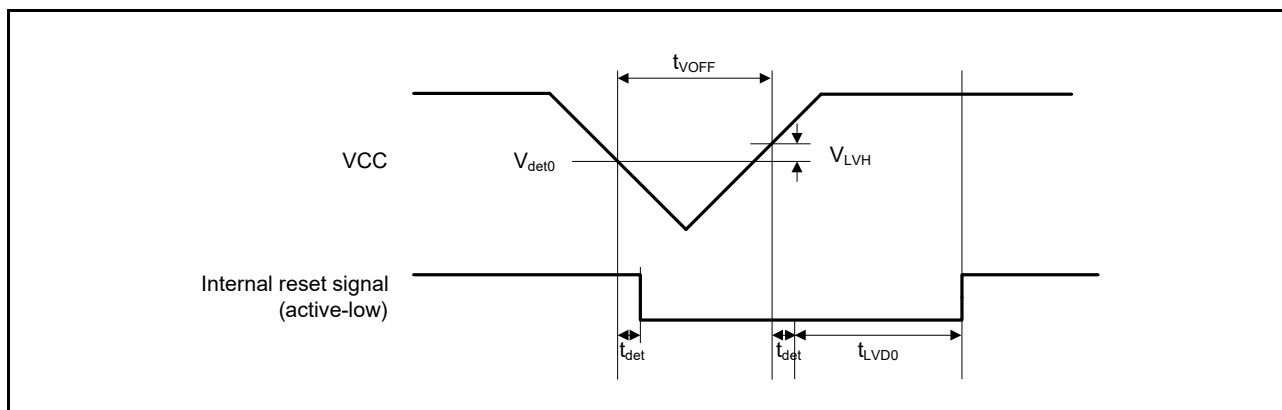 tVOFF
VCC
Vdet0
VLVH
Internal reset signal
(active-low)
tdet
tdet
tLVD0